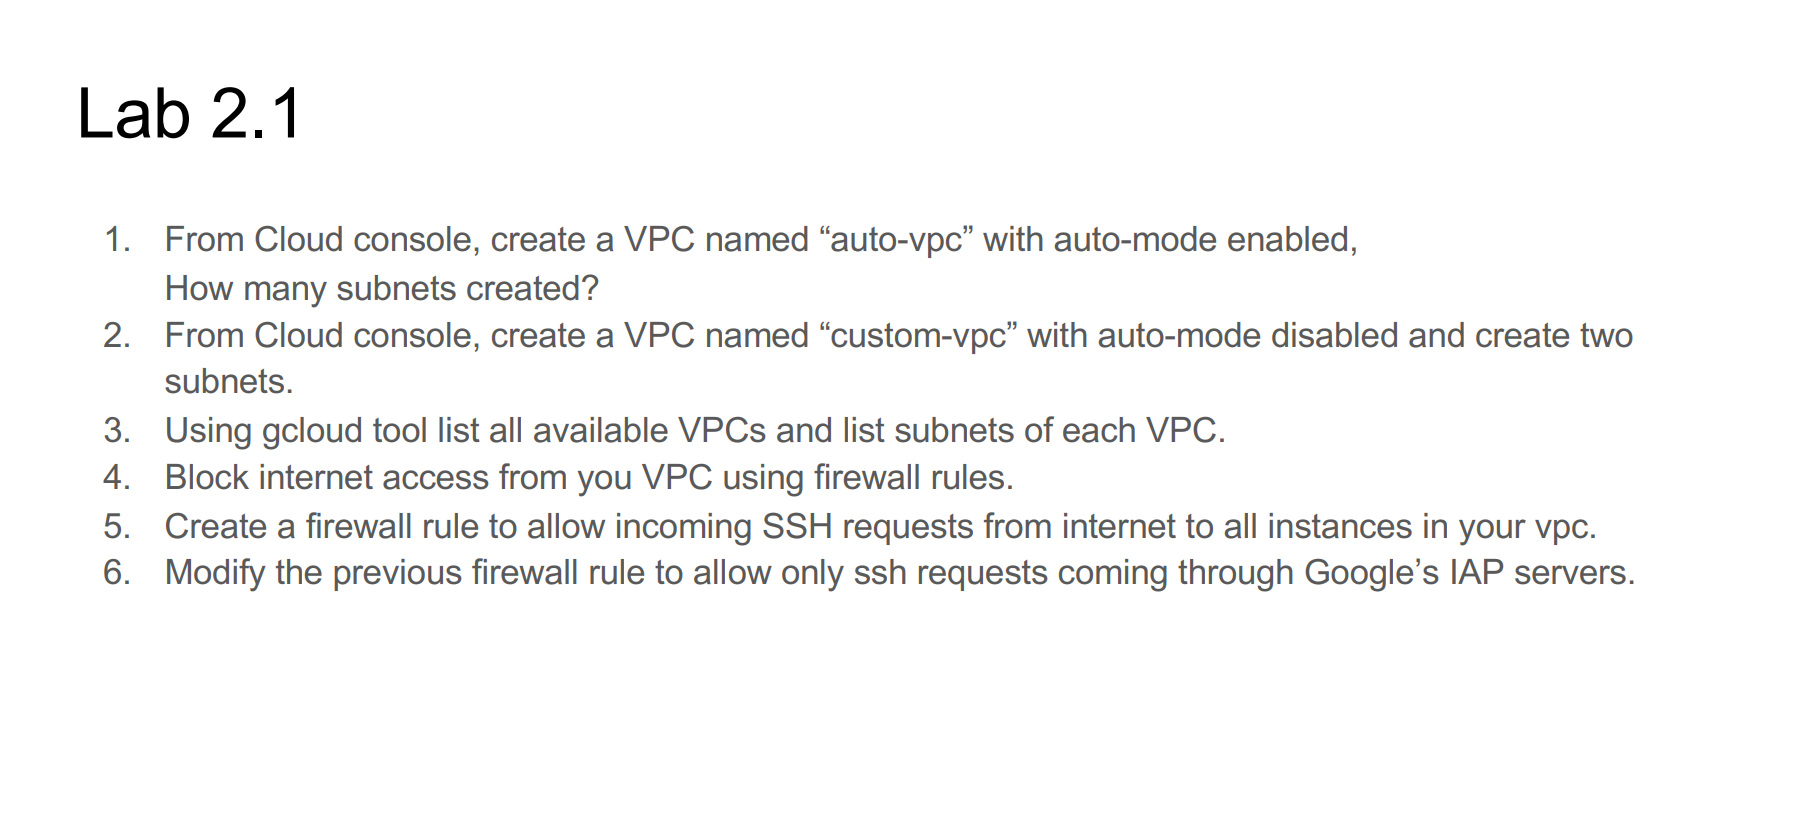 Lab 2.1
1. From Cloud console, create a VPC named “auto-vpc” with auto-mode enabled,
How many subnets created?
2. From Cloud console, create a VPC named “custom-vpc” with auto-mode disabled and create two
subnets.
3. Using gcloud tool list all available VPCs and list subnets of each VPC.
4. Block internet access from you VPC using firewall rules.
5. Create a firewall rule to allow incoming SSH requests from internet to all instances in your vpc.
6. Modify the previous firewall rule to allow only ssh requests coming through Google’s IAP servers.